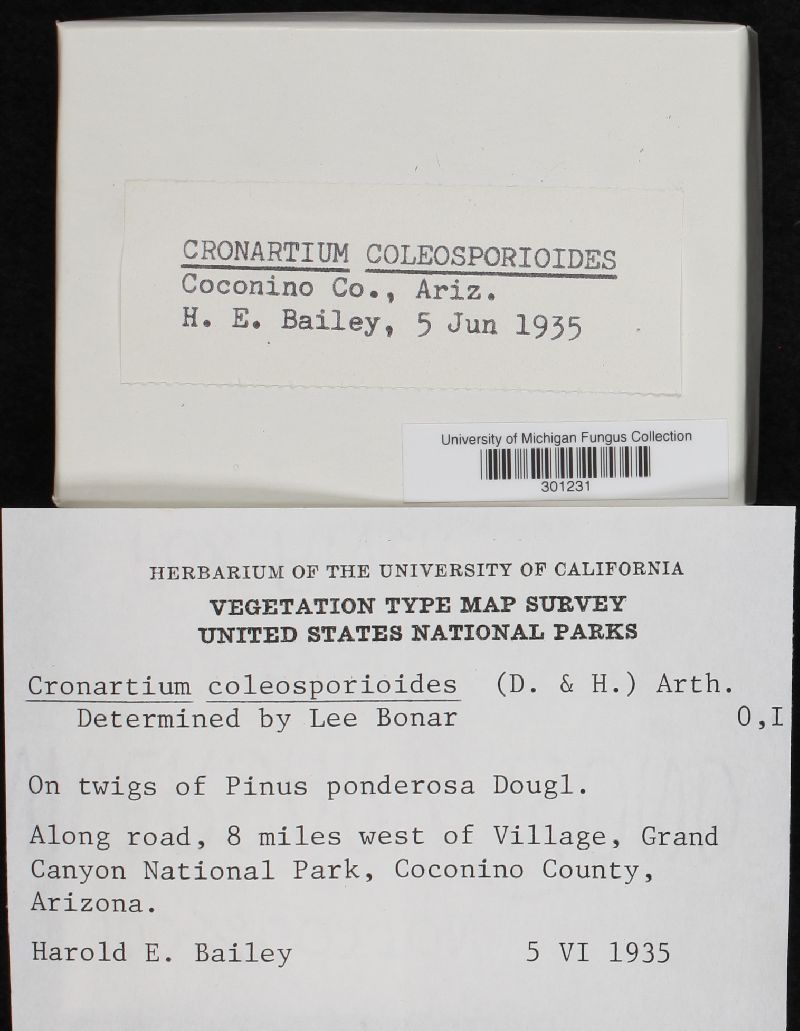 CRONARTIUM COLEOSPORIOIDES
Coconino Co., Ariz.
H. E. Bailey, 5 Jun 1935
University of Michigan Fungus Collection
301231
HERBARIUM OF THE UNIVERSITY OF CALIFORNIA
VEGETATION TYPE MAP SURVEY
UNITED STATES NATIONAL PARKS
Cronartium coleosporioides (D. & H.) Arth.
Determined by Lee Bonar 0,I
On twigs of Pinus ponderosa Dougl.
Along road, 8 miles west of Village, Grand
Canyon National Park, Coconino County,
Arizona.
Harold E. Bailey 5 VI 1935